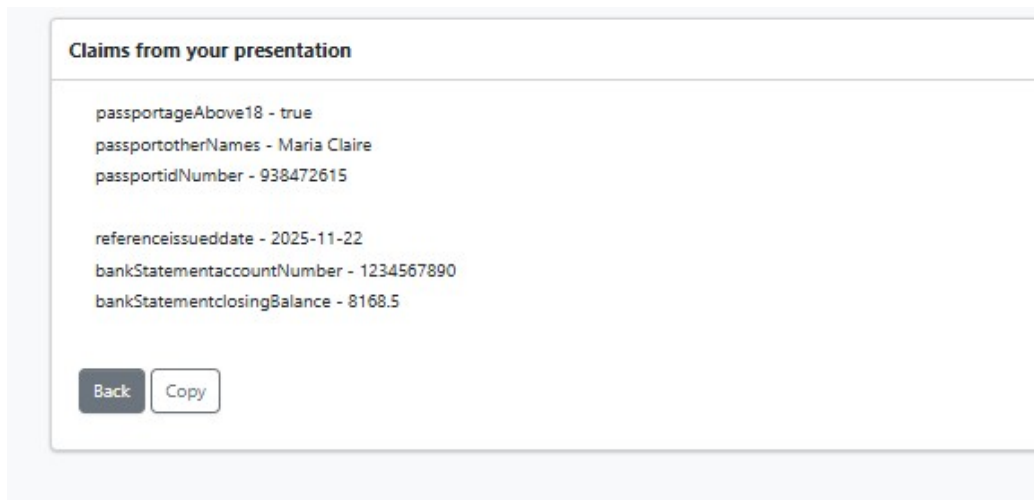 Claims from your presentation
passportageAbove18 - true
passportotherNames - Maria Claire
passportidNumber - 938472615
referenceissueddate - 2025-11-22
bankStatementaccountNumber - 1234567890
bankStatementclosingBalance - 8168.5
Back Copy